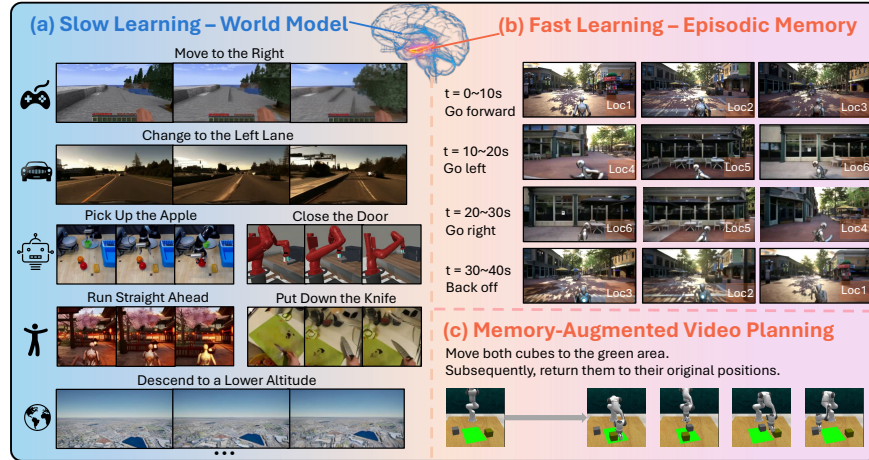 (a) Slow Learning – World Model
Move to the Right
Change to the Left Lane
Pick Up the Apple
Close the Door
Run Straight Ahead
Put Down the Knife
Descend to a Lower Altitude
•••
(b) Fast Learning – Episodic Memory
t = 0~10s
Go forward
Loc1
Loc2
Loc3
t = 10~20s
Go left
Loc4
Loc5
Loc6
t = 20~30s
Go right
Loc6
Loc5
Loc4
t = 30~40s
Back off
Loc3
Loc2
Loc1
(c) Memory-Augmented Video Planning
Move both cubes to the green area.
Subsequently, return them to their original positions.